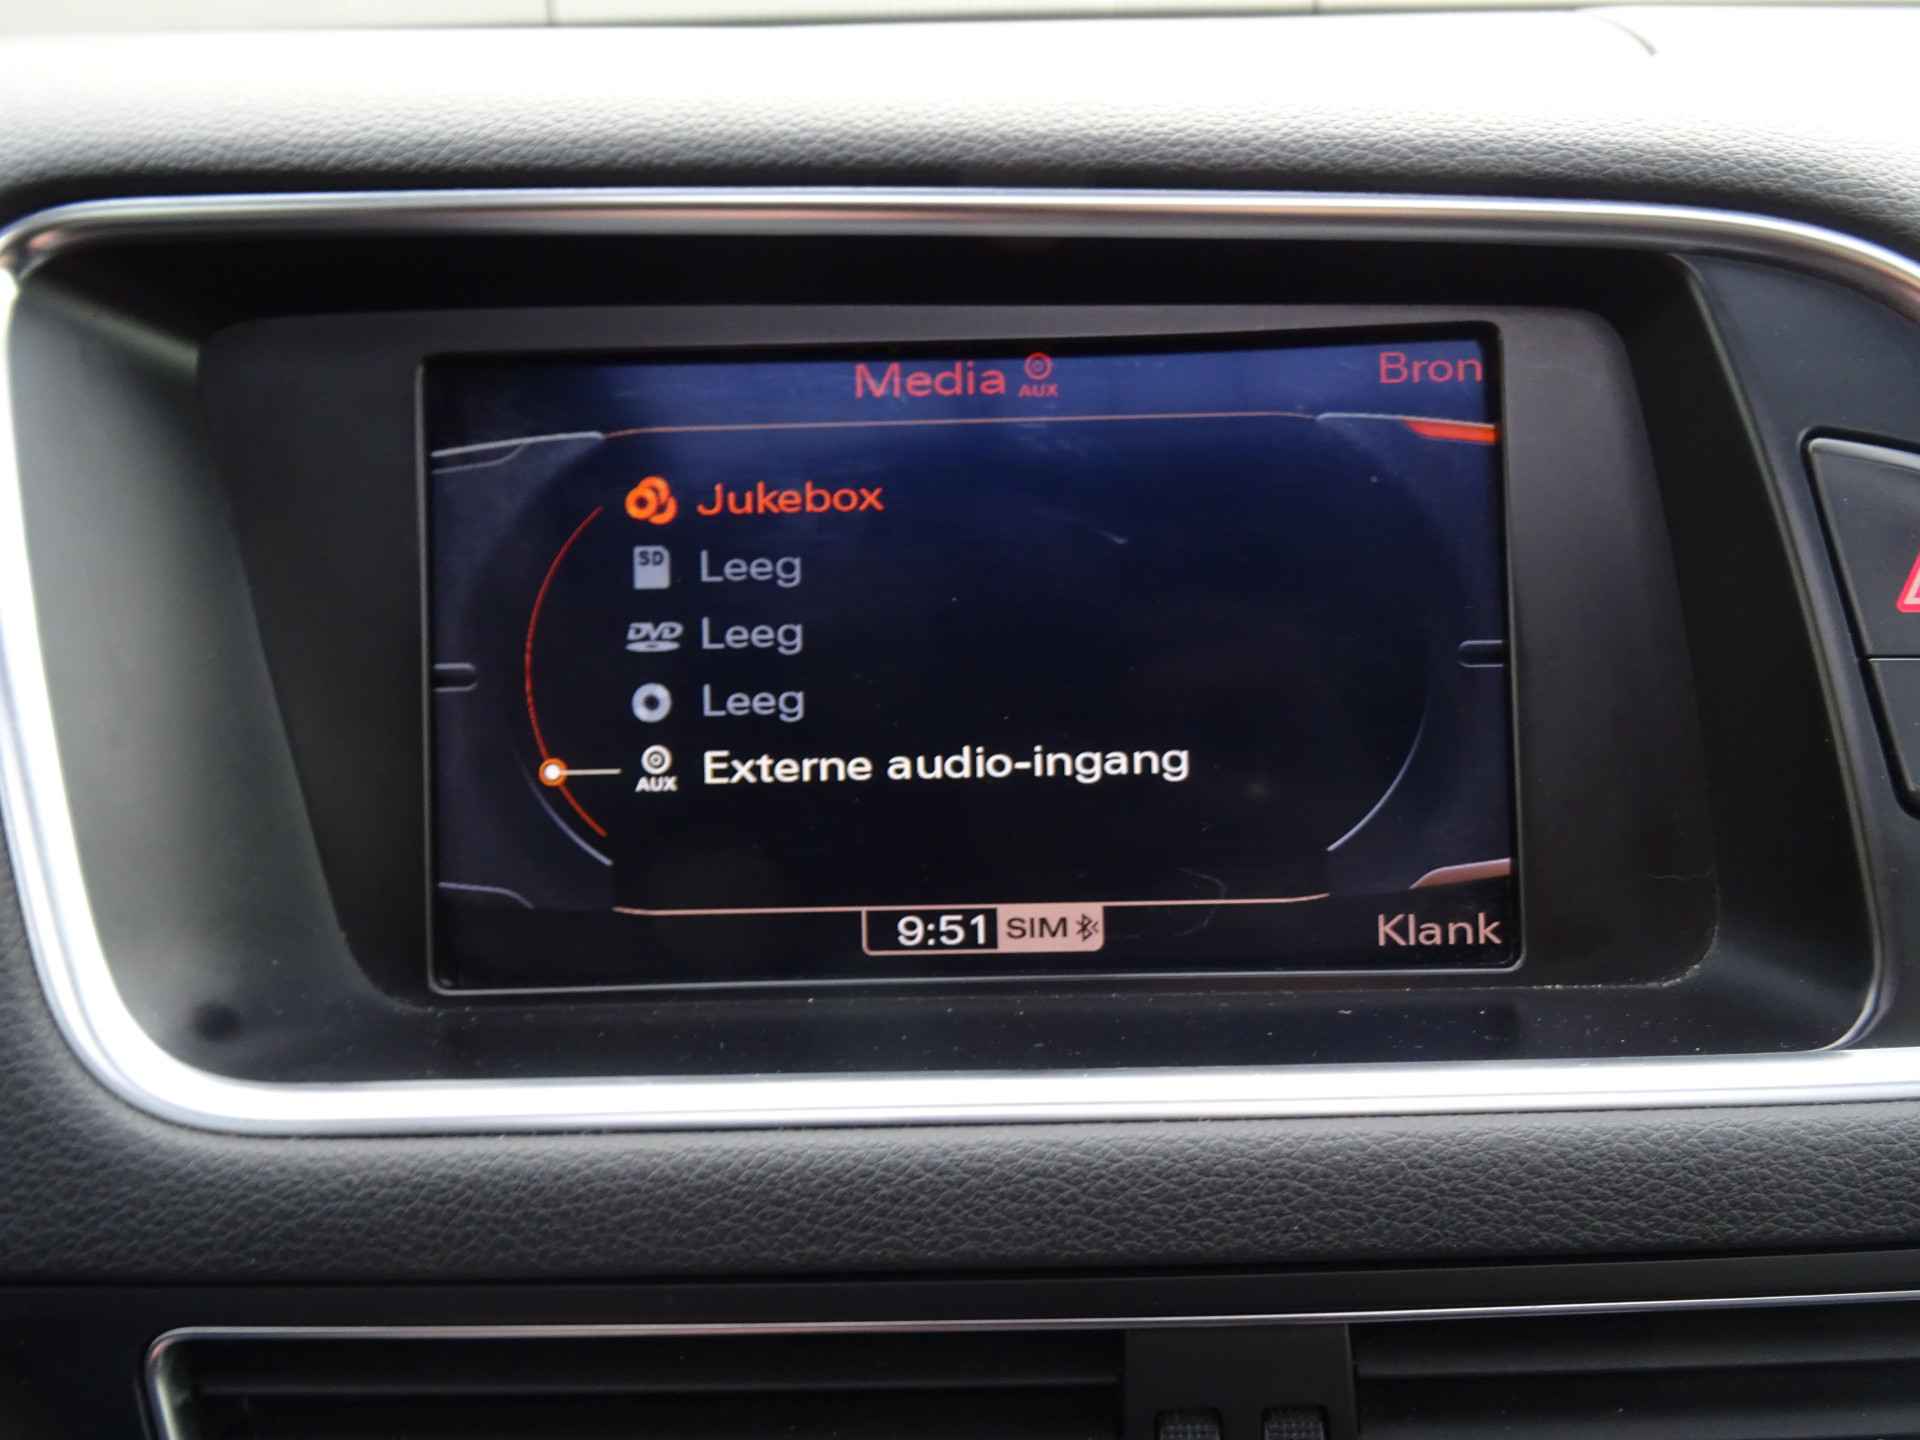 Media AUX
Bron
Jukebox
SD Leeg
DVD Leeg
Leeg
AUX Externe audio-ingang
9:51 SIM
Klank